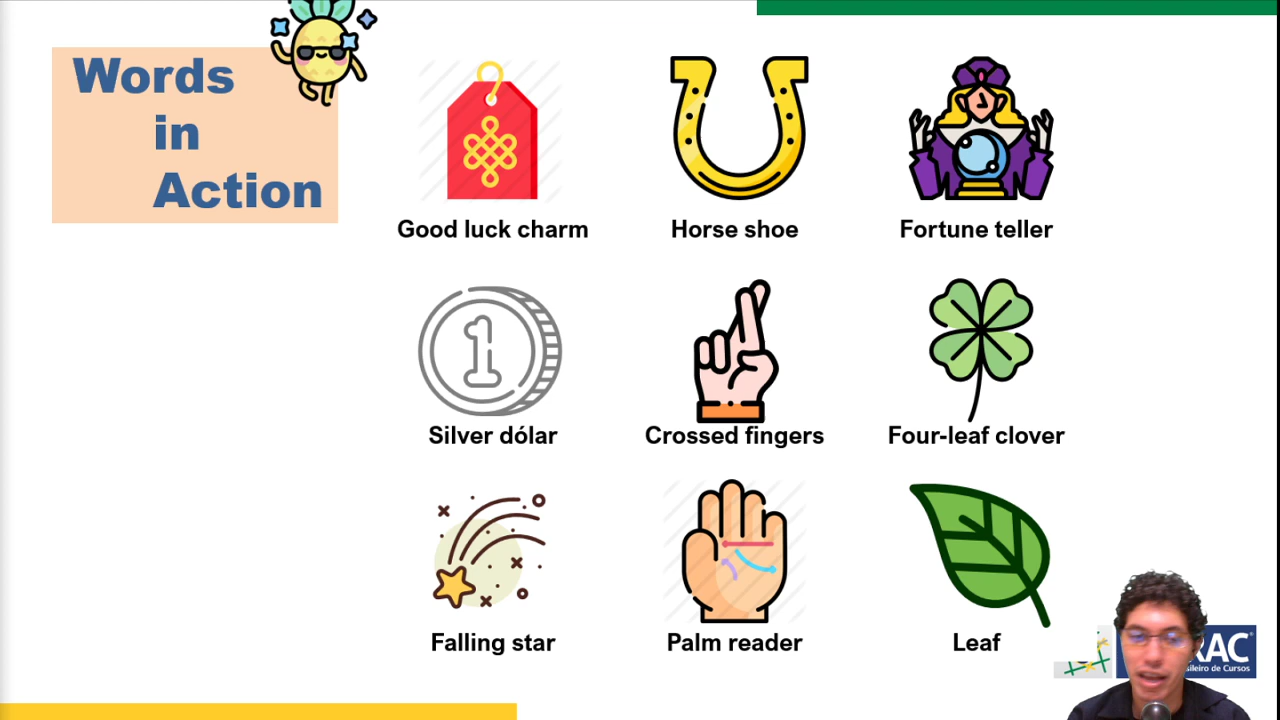 Words
in
Action
Good luck charm
Horse shoe
Fortune teller
1
Silver dólar
Crossed fingers
Four-leaf clover
Falling star
Palm reader
Leaf